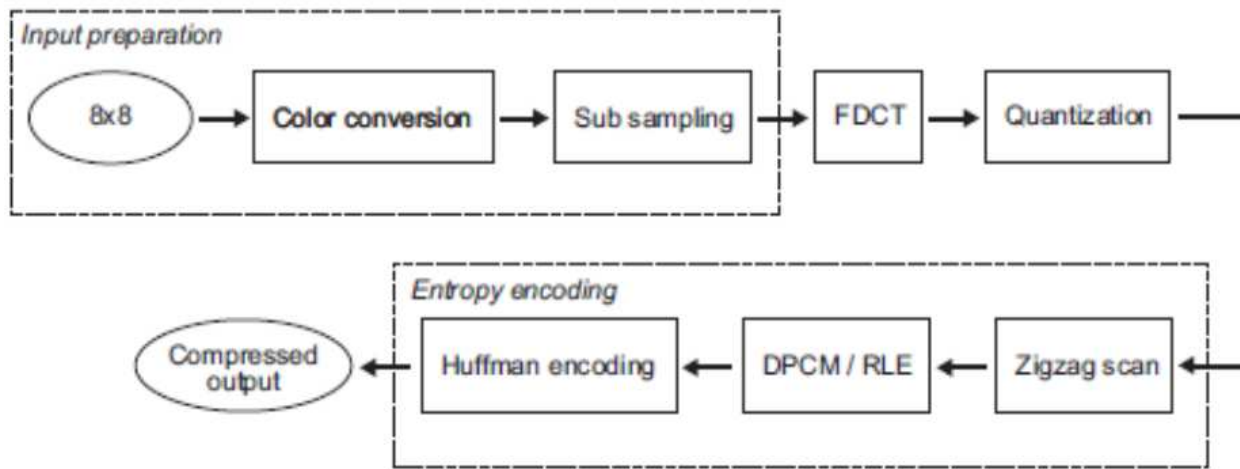 Input preparation
8x8
Color conversion
Sub sampling
FDCT
Quantization
Entropy encoding
Zigzag scan
DPCM / RLE
Huffman encoding
Compressed
output